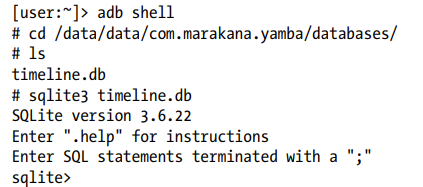 [user:~]> adb shell
# cd /data/data/com.marakana.yamba/databases/
# ls
timeline.db
# sqlite3 timeline.db
SQLite version 3.6.22
Enter ".help" for instructions
Enter SQL statements terminated with a ";"
sqlite>